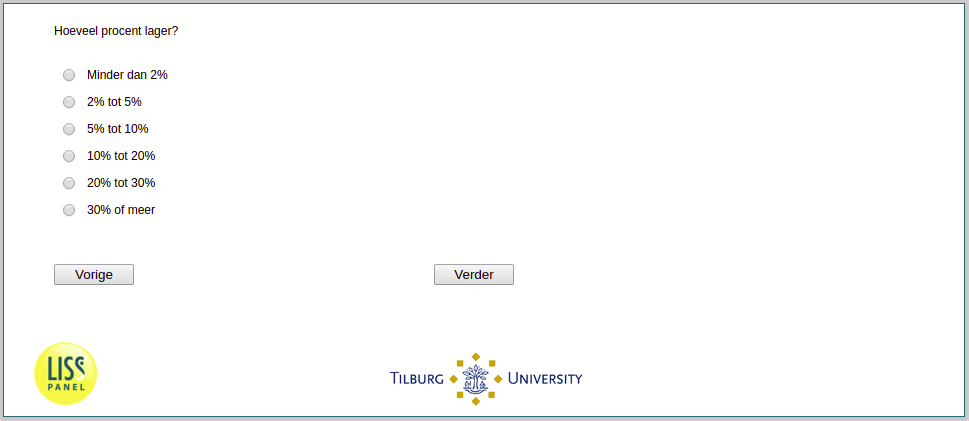 Hoeveel procent lager?
Minder dan 2%
2% tot 5%
5% tot 10%
10% tot 20%
20% tot 30%
30% of meer
Vorige Verder
LISS
PANEL
TILBURG UNIVERSITY